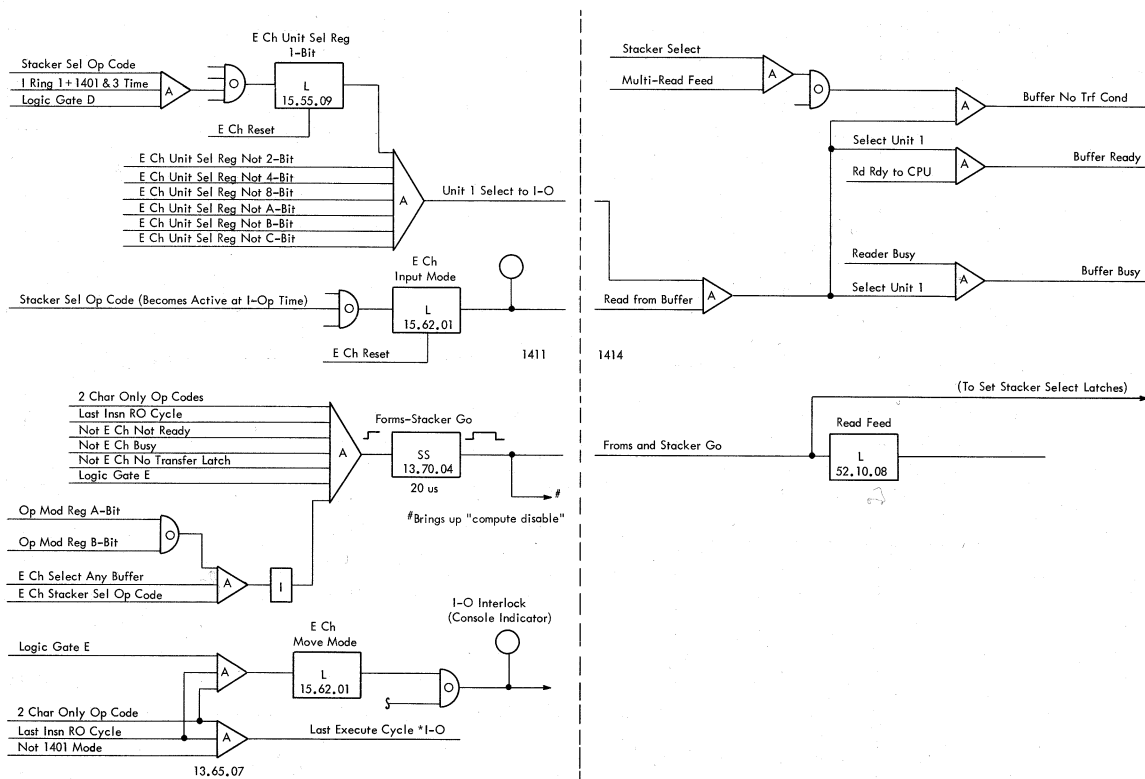 E Ch Unit Sel Reg
1-Bit
Stacker Sel Op Code
I Ring 1 + 1401 & 3 Time
Logic Gate D
A
O
L
15.55.09
E Ch Reset
E Ch Unit Sel Reg Not 2-Bit
E Ch Unit Sel Reg Not 4-Bit
E Ch Unit Sel Reg Not 8-Bit
E Ch Unit Sel Reg Not A-Bit
E Ch Unit Sel Reg Not B-Bit
E Ch Unit Sel Reg Not C-Bit
A
Unit 1 Select to I-O
E Ch
Input Mode
Stacker Sel Op Code (Becomes Active at I-Op Time)
O
L
15.62.01
E Ch Reset
1411
Stacker Select
Multi-Read Feed
A
O
A
Buffer No Trf Cond
Select Unit 1
Rd Rdy to CPU
A
Buffer Ready
Reader Busy
Select Unit 1
A
Buffer Busy
Read from Buffer
A
1414
2 Char Only Op Codes
Last Insn RO Cycle
Not E Ch Not Ready
Not E Ch Busy
Not E Ch No Transfer Latch
Logic Gate E
A
Forms-Stacker Go
SS
13.70.04
20 us
#
#Brings up "compute disable"
Op Mod Reg A-Bit
Op Mod Reg B-Bit
O
E Ch Select Any Buffer
E Ch Stacker Sel Op Code
A
I
(To Set Stacker Select Latches)
Read Feed
Froms and Stacker Go
L
52.10.08
I-O Interlock
(Console Indicator)
E Ch
Move Mode
Logic Gate E
A
L
15.62.01
O
S
2 Char Only Op Code
Last Insn RO Cycle
Not 1401 Mode
A
Last Execute Cycle *I-O
13.65.07